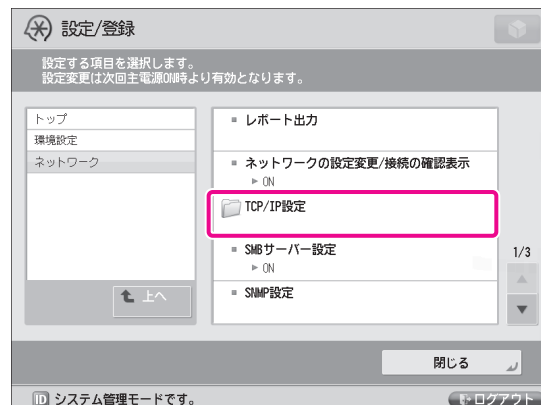 設定/登録
設定する項目を選択します。
設定変更は次回主電源ON時より有効となります。
トップ
環境設定
ネットワーク
上へ
レポート出力
ネットワークの設定変更/接続の確認表示
► ON
TCP/IP設定
SMBサーバー設定
► ON
SNMP設定
1/3
閉じる
ID システム管理モードです。
ログアウト